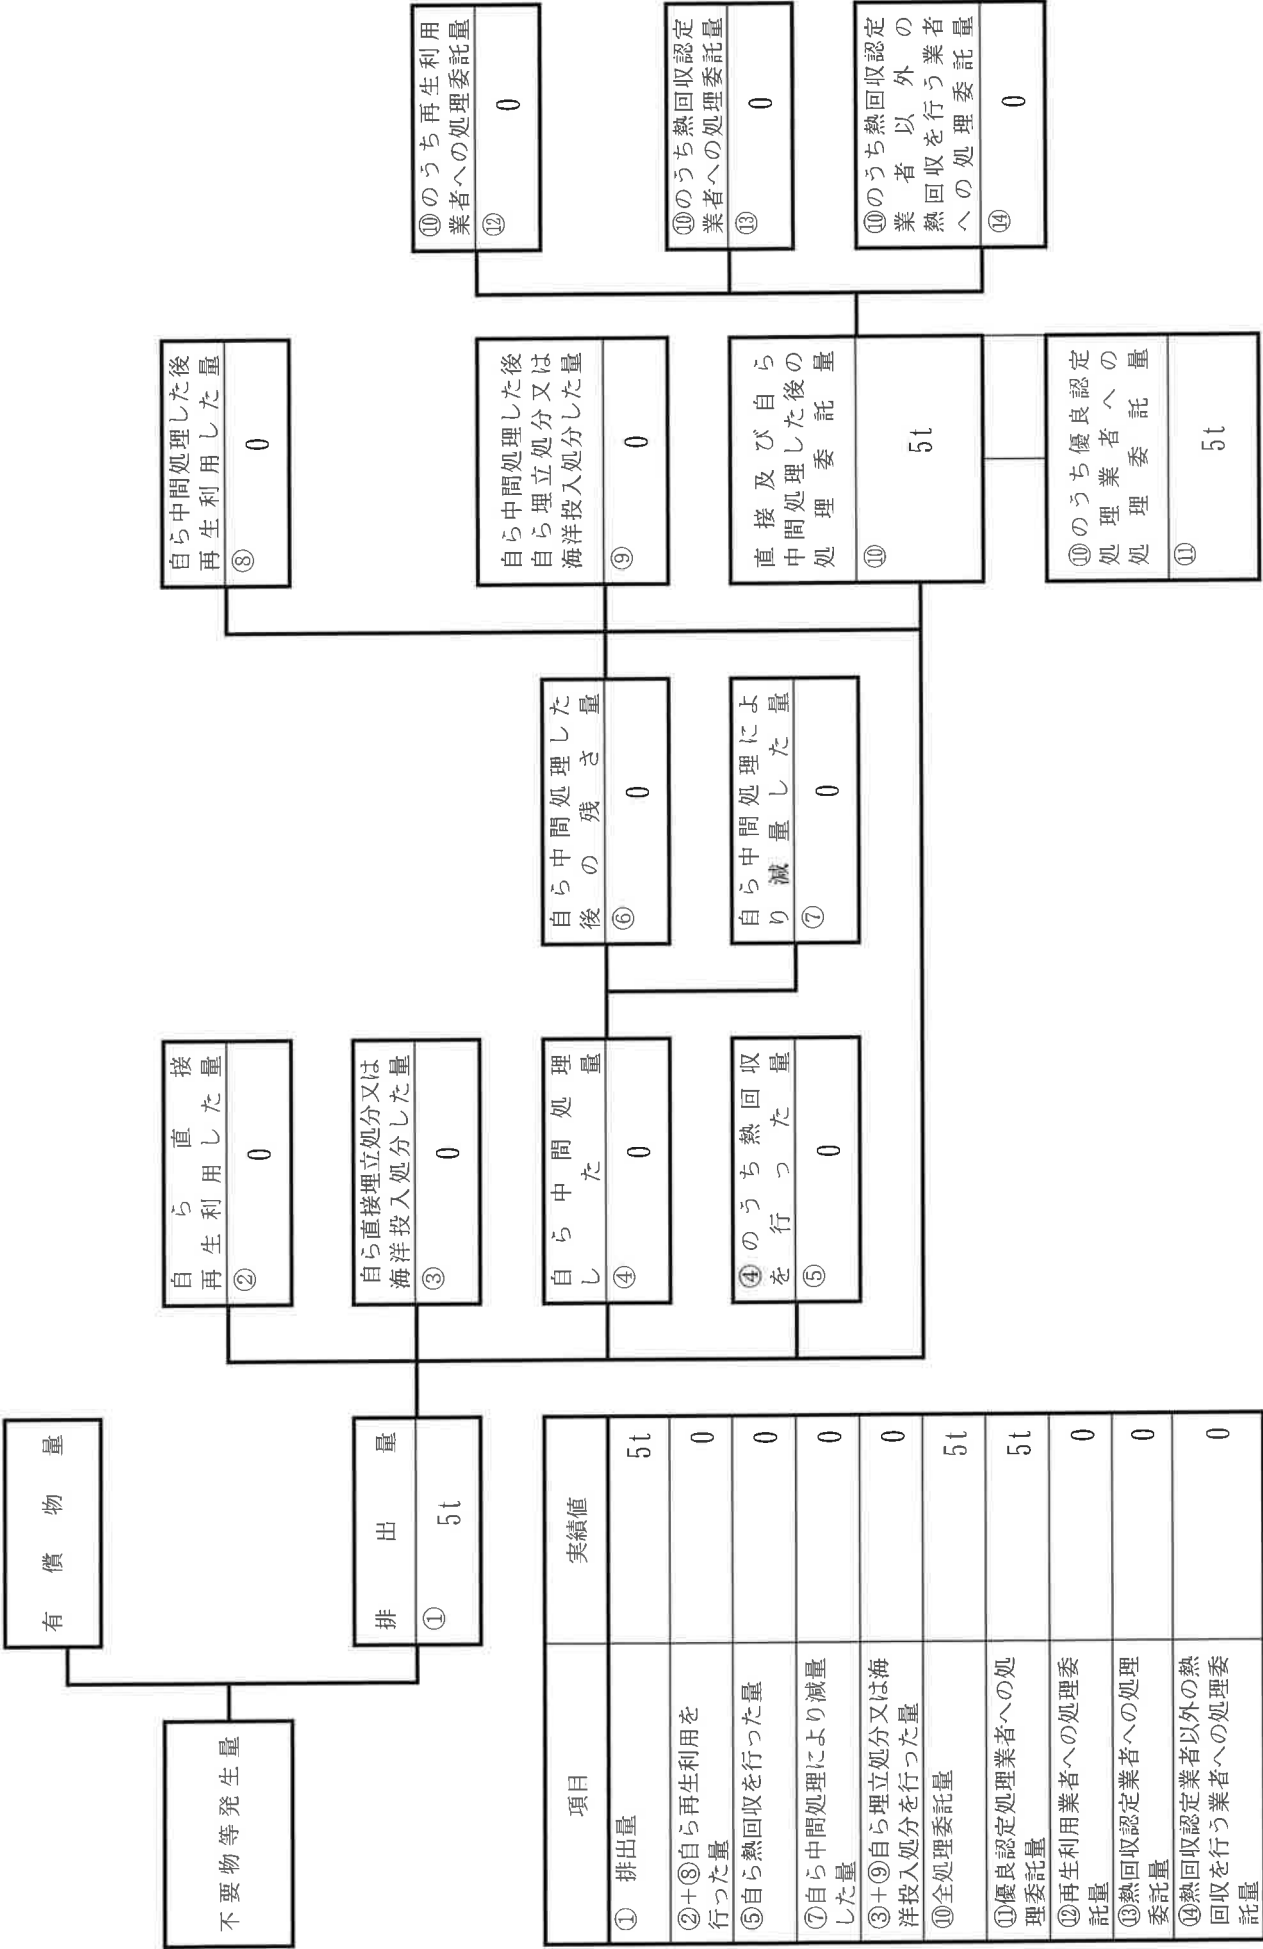 不要物等発生量
有償物量
排出量
① 5t
自ら直接
再生利用した量
② 0
自ら直接埋立処分又は
海洋投入処分した量
③ 0
自ら中間処理
した量
④ 0
④のうち熱回収
を行った量
⑤ 0
自ら中間処理した
後の残さ量
⑥ 0
自ら中間処理によ
り減量した量
⑦ 0
自ら中間処理した後
再生利用した量
⑧ 0
自ら中間処理した後
自ら埋立処分又は
海洋投入処分した量
⑨ 0
直接及び自ら
中間処理した後の
処理委託量
⑩ 5t
⑩のうち優良認定
処理業者への
処理委託量
⑪ 5t
⑩のうち再生利用
業者への処理委託量
⑫ 0
⑩のうち熱回収認定
業者への処理委託量
⑬ 0
⑩のうち熱回収認定
業者以外の
熱回収を行う業者
への処理委託量
⑭ 0
項目 実績値
① 排出量 5t
②+⑧自ら再生利用を
行った量 0
⑤自ら熱回収を行った量 0
⑦自ら中間処理により減量
した量 0
③+⑨自ら埋立処分又は海
洋投入処分を行った量 0
⑩全処理委託量 5t
⑪優良認定処理業者への処
理委託量 5t
⑫再生利用業者への処理委
託量 0
⑬熱回収認定業者への処理
委託量 0
⑭熱回収認定業者以外の熱
回収を行う業者への処理委
託量 0